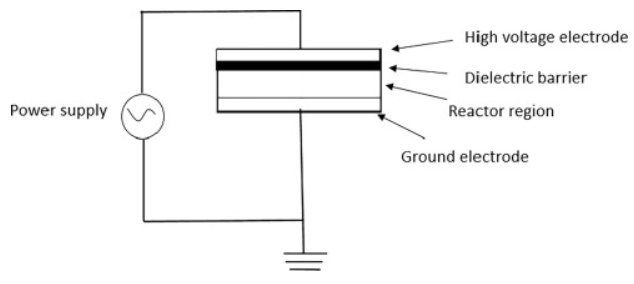 High voltage electrode
Dielectric barrier
Power supply
Reactor region
Ground electrode